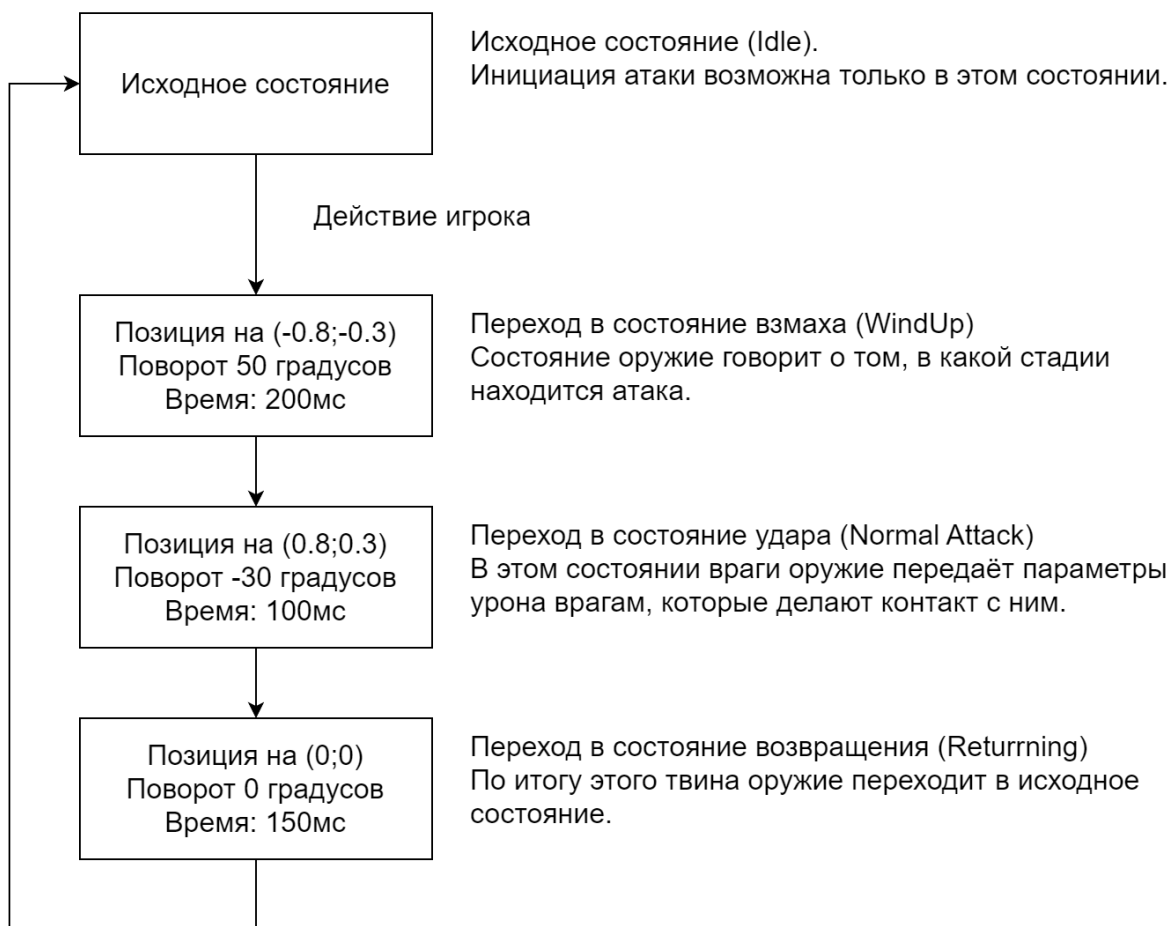 Исходное состояние
Исходное состояние (Idle).
Инициация атаки возможна только в этом состоянии.
Действие игрока
Позиция на (-0.8;-0.3)
Поворот 50 градусов
Время: 200мс
Переход в состояние взмаха (WindUp)
Состояние оружие говорит о том, в какой стадии
находится атака.
Позиция на (0.8;0.3)
Поворот -30 градусов
Время: 100мс
Переход в состояние удара (Normal Attack)
В этом состоянии враги оружие передаёт параметры
урона врагам, которые делают контакт с ним.
Позиция на (0;0)
Поворот 0 градусов
Время: 150мс
Переход в состояние возвращения (Returrning)
По итогу этого твина оружие переходит в исходное
состояние.